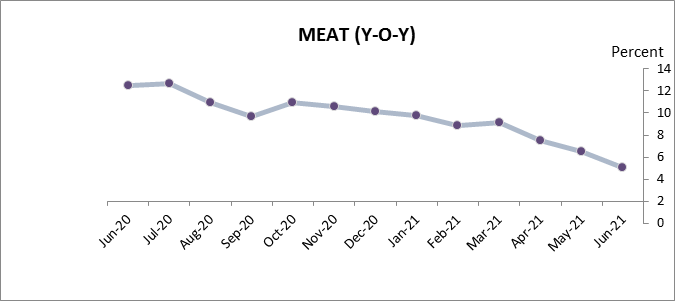 MEAT (Y-O-Y)
Percent
14
12
10
8
6
4
2
0
Jun-20 Jul-20 Aug-20 Sep-20 Oct-20 Nov-20 Dec-20 Jan-21 Feb-21 Mar-21 Apr-21 May-21 Jun-21